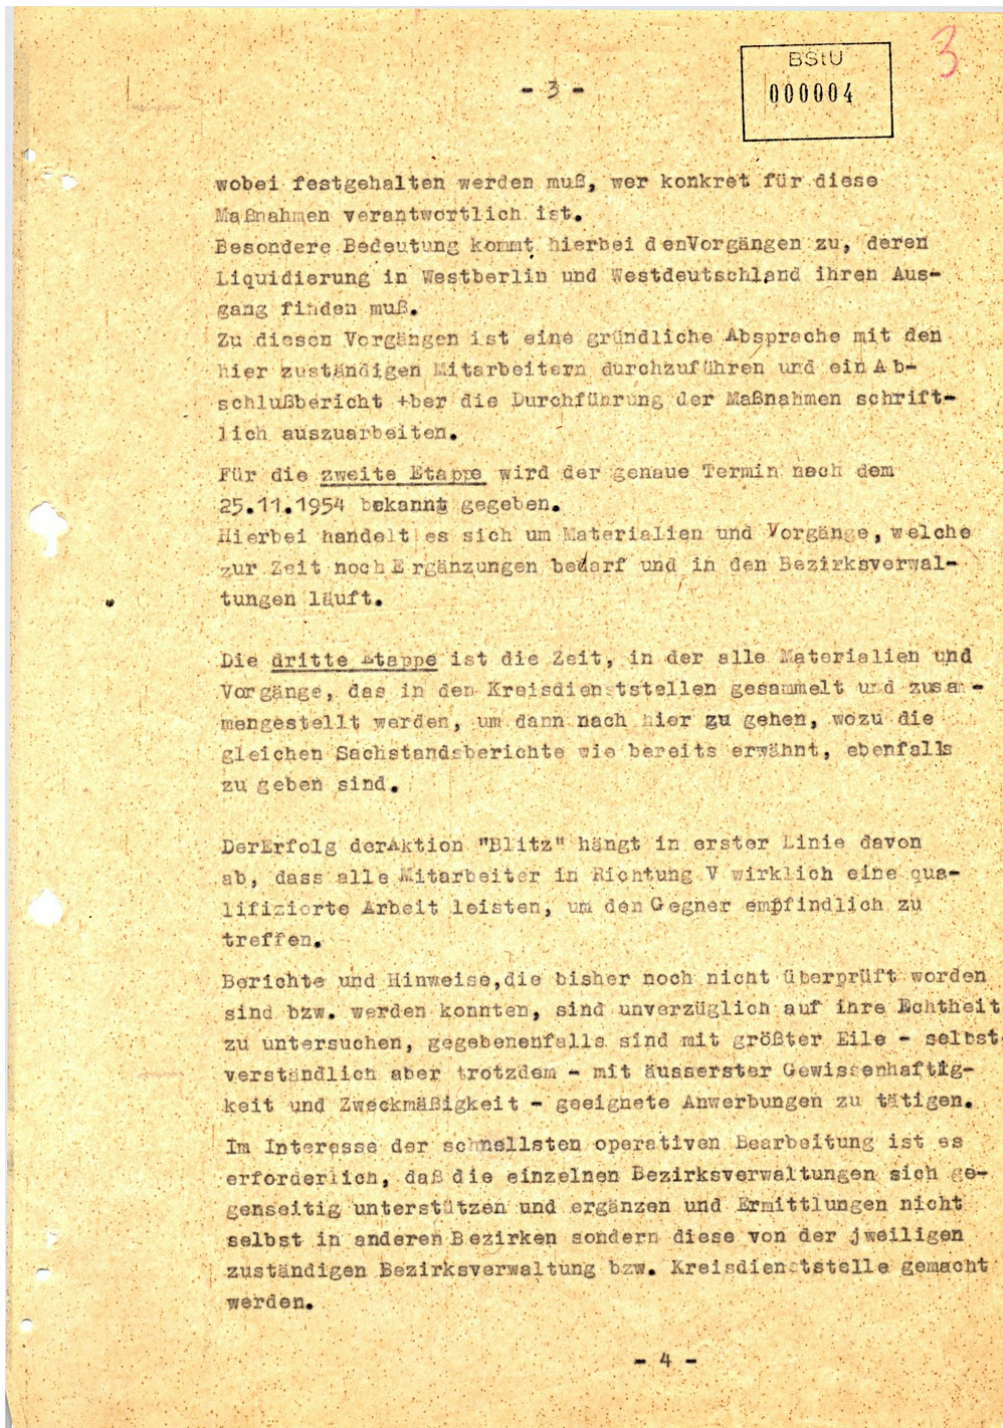 3
BStU
000004
- 3 -
wobei festgehalten werden muß, wer konkret für diese
Maßnahmen verantwortlich ist.
Besondere Bedeutung kommt hierbei denVorgängen zu, deren
Liquidierung in Westberlin und Westdeutschland ihren Aus-
gang finden muß.
Zu diesen Vorgängen ist eine gründliche Absprache mit den
hier zuständigen Mitarbeitern durchzuführen und ein Ab-
schlußbericht +ber die Durchführung der Maßnahmen schrift-
lich auszuarbeiten.
Für die zweite Etappe wird der genaue Termin nach dem
25.11.1954 bekannt gegeben.
Hierbei handelt es sich um Materialien und Vorgänge, welche
zur Zeit noch Ergänzungen bedarf und in den Bezirksverwal-
tungen läuft.
Die dritte Etappe ist die Zeit, in der alle Materialien und
Vorgänge, das in den Kreisdienststellen gesammelt und zusam-
mengestellt werden, um dann nach hier zu gehen, wozu die
gleichen Sachstandsberichte wie bereits erwähnt, ebenfalls
zu geben sind.
DerErfolg derAktion "Blitz" hängt in erster Linie davon
ab, dass alle Mitarbeiter in Richtung V wirklich eine qua-
lifizierte Arbeit leisten, um den Gegner empfindlich zu
treffen.
Berichte und Hinweise,die bisher noch nicht überprüft worden
sind bzw. werden konnten, sind unverzüglich auf ihre Echtheit
zu untersuchen, gegebenenfalls sind mit größter Eile - selbst-
verständlich aber trotzdem - mit äusserster Gewissenhaftig-
keit und Zweckmäßigkeit - geeignete Anwerbungen zu tätigen.
Im Interesse der schnellsten operativen Bearbeitung ist es
erforderlich, daß die einzelnen Bezirksverwaltungen sich ge-
genseitig unterstützen und ergänzen und Ermittlungen nicht
selbst in anderen Bezirken sondern diese von der jweiligen
zuständigen Bezirksverwaltung bzw. Kreisdienststelle gemacht
werden.
- 4 -